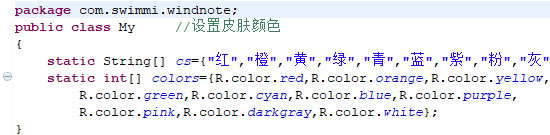 package com.swimmi.windnote;
public class My //设置皮肤颜色
{
static String[] cs={"红","橙","黄","绿","青","蓝","紫","粉","灰"
static int[] colors={R.color.red,R.color.orange,R.color.yellow,
R.color.green,R.color.cyan,R.color.blue,R.color.purple,
R.color.pink,R.color.darkgray,R.color.white};
}